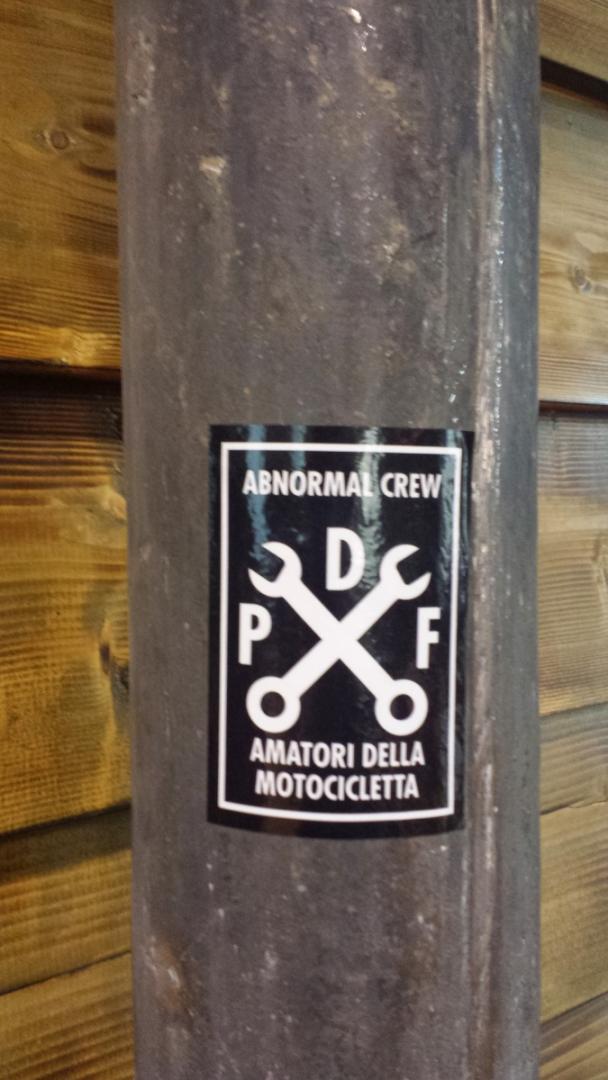 ABNORMAL CREW
D
P F
AMATORI DELLA
MOTOCICLETTA